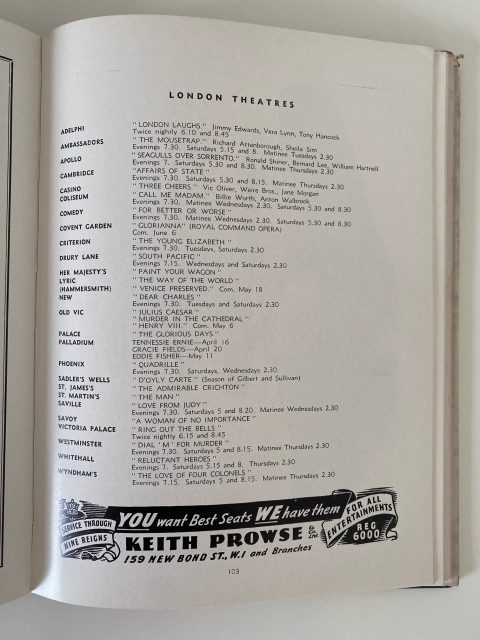 LONDON THEATRES
ADELPHI "LONDON LAUGHS." Jimmy Edwards, Vera Lynn, Tony Hancock
Twice nightly 6.10 and 8.45
AMBASSADORS "THE MOUSETRAP." Richard Attenborough, Sheila Sim
Evenings 7.30. Saturdays 5.15 and 8. Matinee Tuesdays 2.30
APOLLO "SEAGULLS OVER SORRENTO." Ronald Shiner, Bernard Lee, William Hartnell
Evenings 7. Saturdays 5.30 and 8.30. Matinee Thursdays 2.30
CAMBRIDGE "AFFAIRS OF STATE"
Evenings 7.30. Saturdays 5.30 and 8.15. Matinee Thursdays 2.30
CASINO "THREE CHEERS." Vic Oliver, Weire Bros., Jane Morgan
COLISEUM "CALL ME MADAM." Billie Worth, Anton Walbrook
Evenings 7.30. Matinee Wednesdays 2.30. Saturdays 5.30 and 8.30
COMEDY "FOR BETTER OR WORSE"
Evenings 7.30. Matinee Wednesdays 2.30. Saturdays 5.30 and 8.30
COVENT GARDEN "GLORIANNA" (ROYAL COMMAND OPERA)
Com. June 6
CRITERION "THE YOUNG ELIZABETH"
Evenings 7.30. Tuesdays, Saturdays 2.30
DRURY LANE "SOUTH PACIFIC"
Evenings 7.15. Wednesdays and Saturdays 2.30
HER MAJESTY'S "PAINT YOUR WAGON"
LYRIC "THE WAY OF THE WORLD"
(HAMMERSMITH) "VENICE PRESERVED." Com. May 18
NEW "DEAR CHARLES"
Evenings 7.30. Tuesdays and Saturdays 2.30
OLD VIC "JULIUS CAESAR"
"MURDER IN THE CATHEDRAL"
"HENRY VIII." Com. May 6
PALACE "THE GLORIOUS DAYS"
PALLADIUM TENNESSIE ERNIE—April 16
GRACIE FIELDS—April 20
EDDIE FISHER—May 11
PHOENIX "QUADRILLE"
Evenings 7.30. Saturdays, Wednesdays 2.30
SADLER'S WELLS "D'OYLY CARTE" (Season of Gilbert and Sullivan)
ST. JAMES'S "THE ADMIRABLE CRICHTON"
ST. MARTIN'S "THE MAN"
SAVILLE "LOVE FROM JUDY"
Evenings 7.30. Saturdays 5 and 8.20. Matinee Wednesdays 2.30
SAVOY "A WOMAN OF NO IMPORTANCE"
VICTORIA PALACE "RING OUT THE BELLS"
Twice nightly 6.15 and 8.45
WESTMINSTER "DIAL 'M' FOR MURDER"
Evenings 7.30. Saturdays 5 and 8.15. Matinee Thursdays 2.30
WHITEHALL "RELUCTANT HEROES"
Evenings 7. Saturdays 5.15 and 8. Thursdays 2.30
WYNDHAM'S "THE LOVE OF FOUR COLONELS"
Evenings 7.15. Saturdays 5 and 8.15. Matinee Thursdays 2.30
SERVICE THROUGH
NINE REIGNS
YOU want Best Seats WE have them
KEITH PROWSE & Co. Ltd.
159 NEW BOND ST., W.1 and Branches
FOR ALL
ENTERTAINMENTS
REG
6000
103